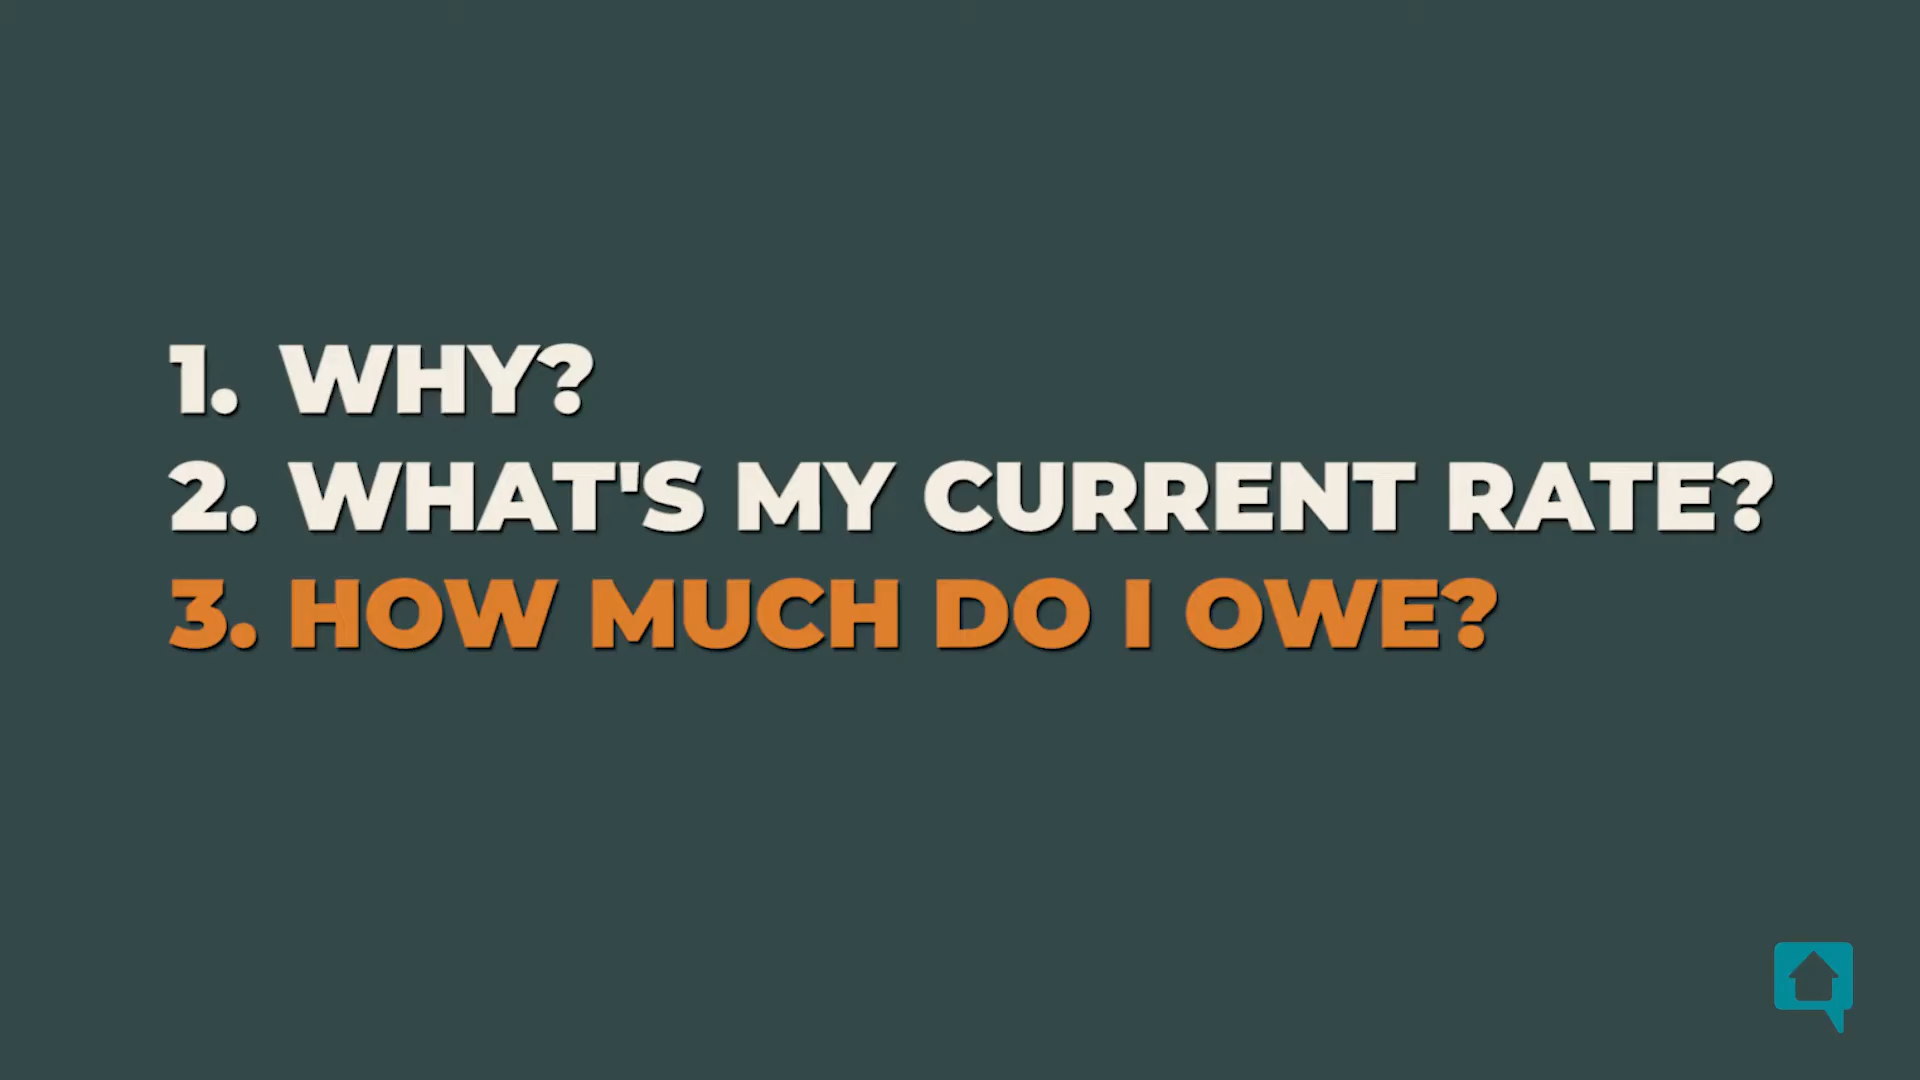 1. WHY?
2. WHAT'S MY CURRENT RATE?
3. HOW MUCH DO I OWE?